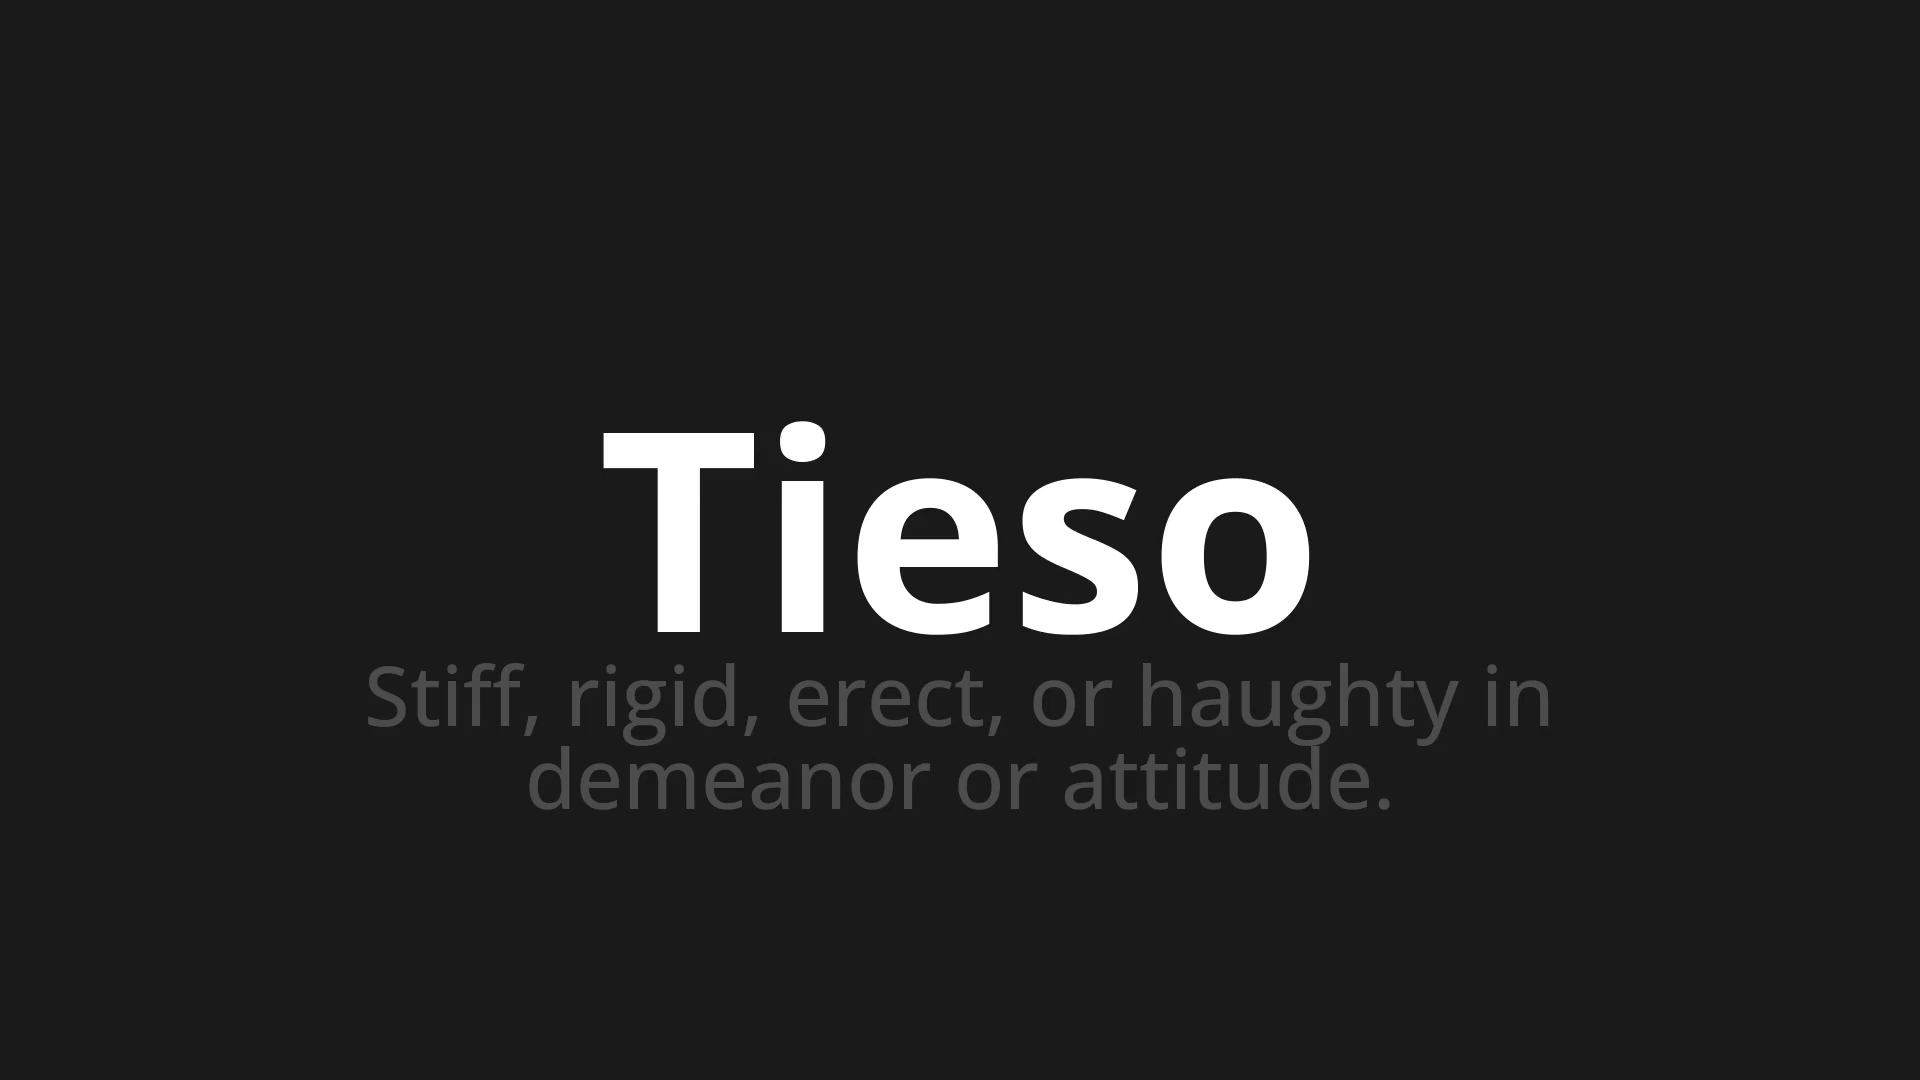 Tieso
Stiff, rigid, erect, or haughty in
demeanor or attitude.